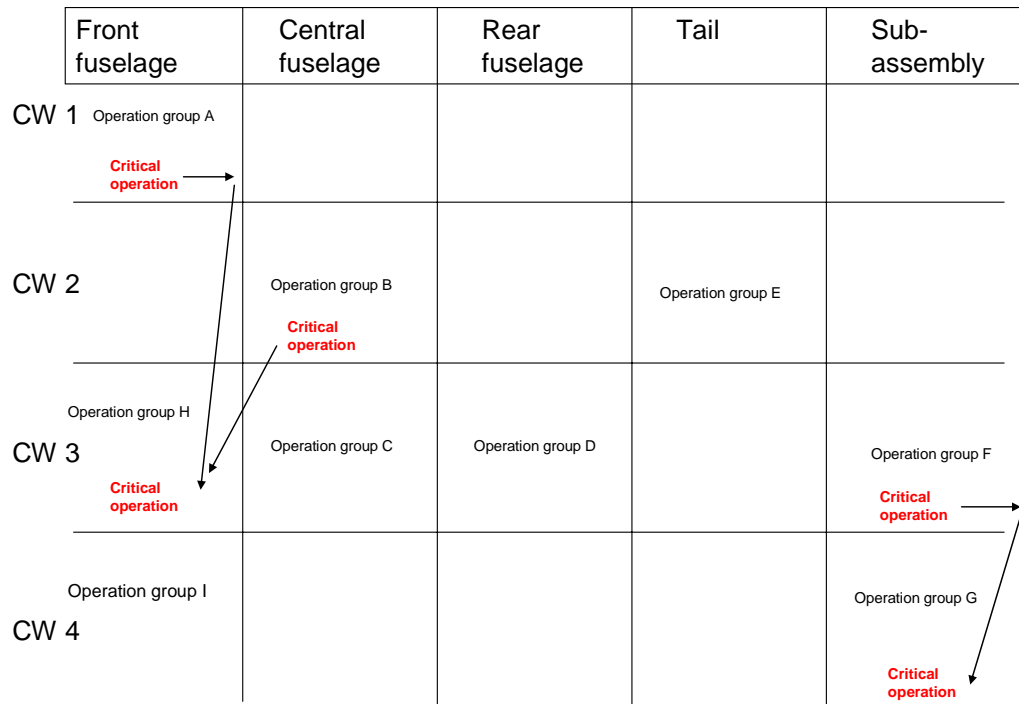 Front
fuselage
Central
fuselage
Rear
fuselage
Tail
Sub-
assembly
CW 1
Operation group A
Critical
operation
CW 2
Operation group B
Critical
operation
Operation group E
CW 3
Operation group H
Critical
operation
Operation group C
Operation group D
Operation group F
Critical
operation
CW 4
Operation group I
Operation group G
Critical
operation